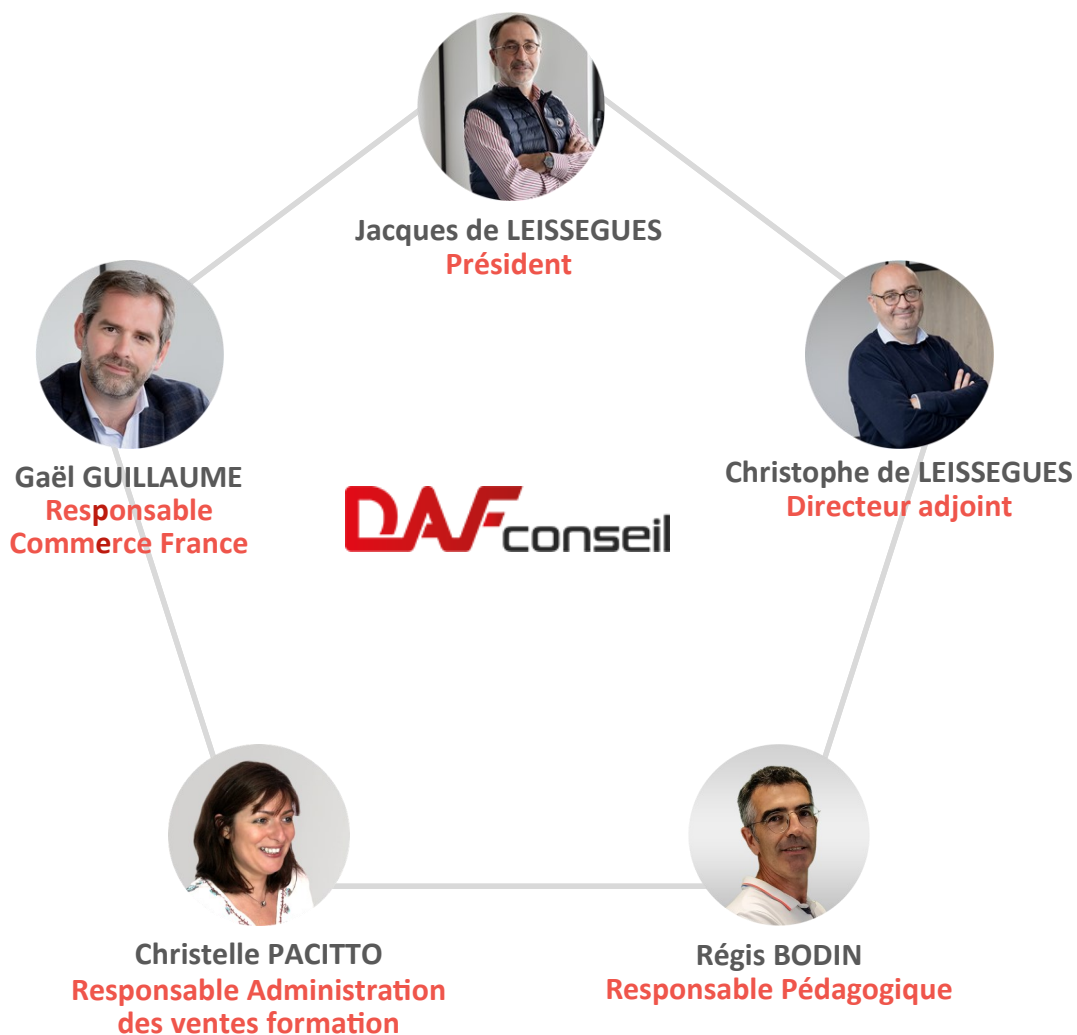 Jacques de LEISSEGUES
Président
Gaël GUILLAUME
Responsable
Commerce France
Christophe de LEISSEGUES
Directeur adjoint
DAF conseil
Christelle PACITTO
Responsable Administration
des ventes formation
Régis BODIN
Responsable Pédagogique